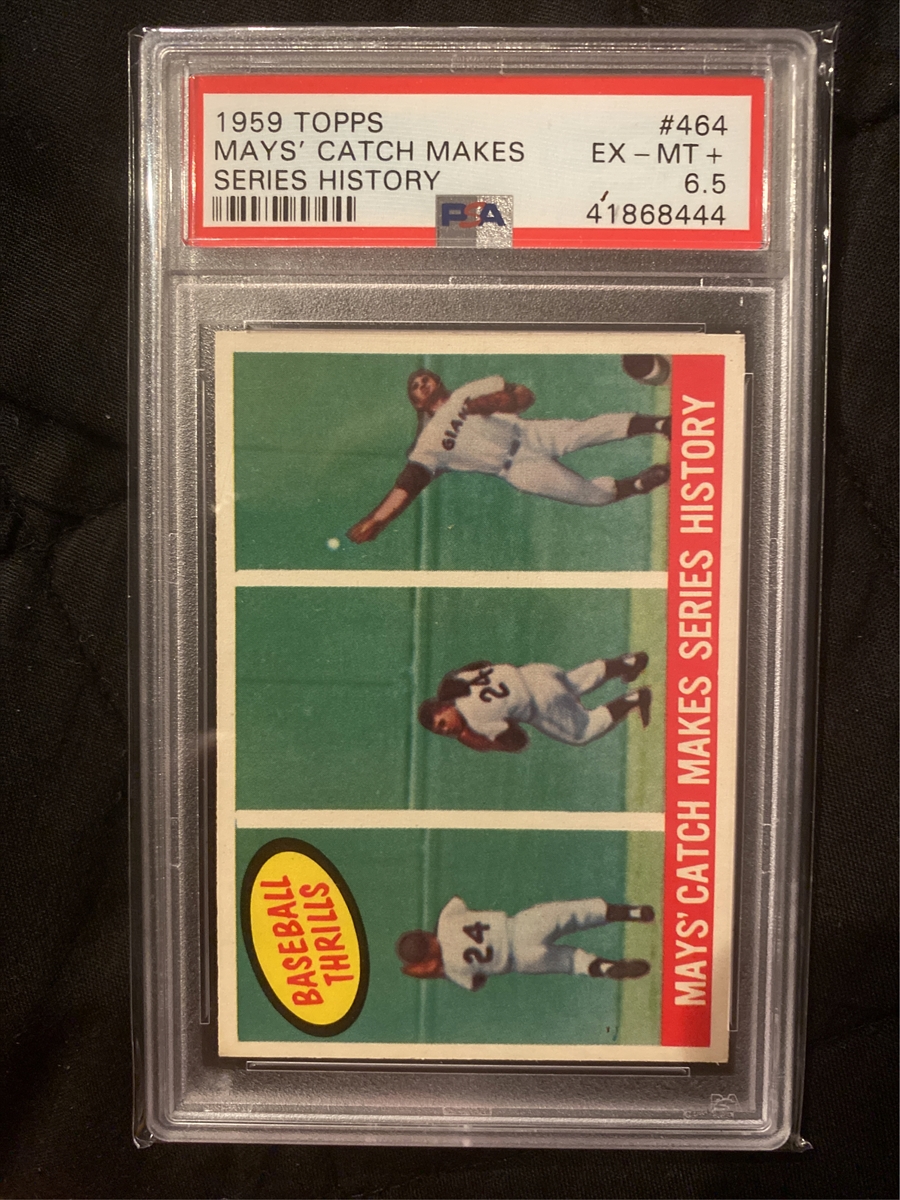 1959 TOPPS #464
MAYS' CATCH MAKES EX - MT +
SERIES HISTORY 6.5
41868444
PSA
BASEBALL
THRILLS
24
24
GIANT
MAYS' CATCH MAKES SERIES HISTORY